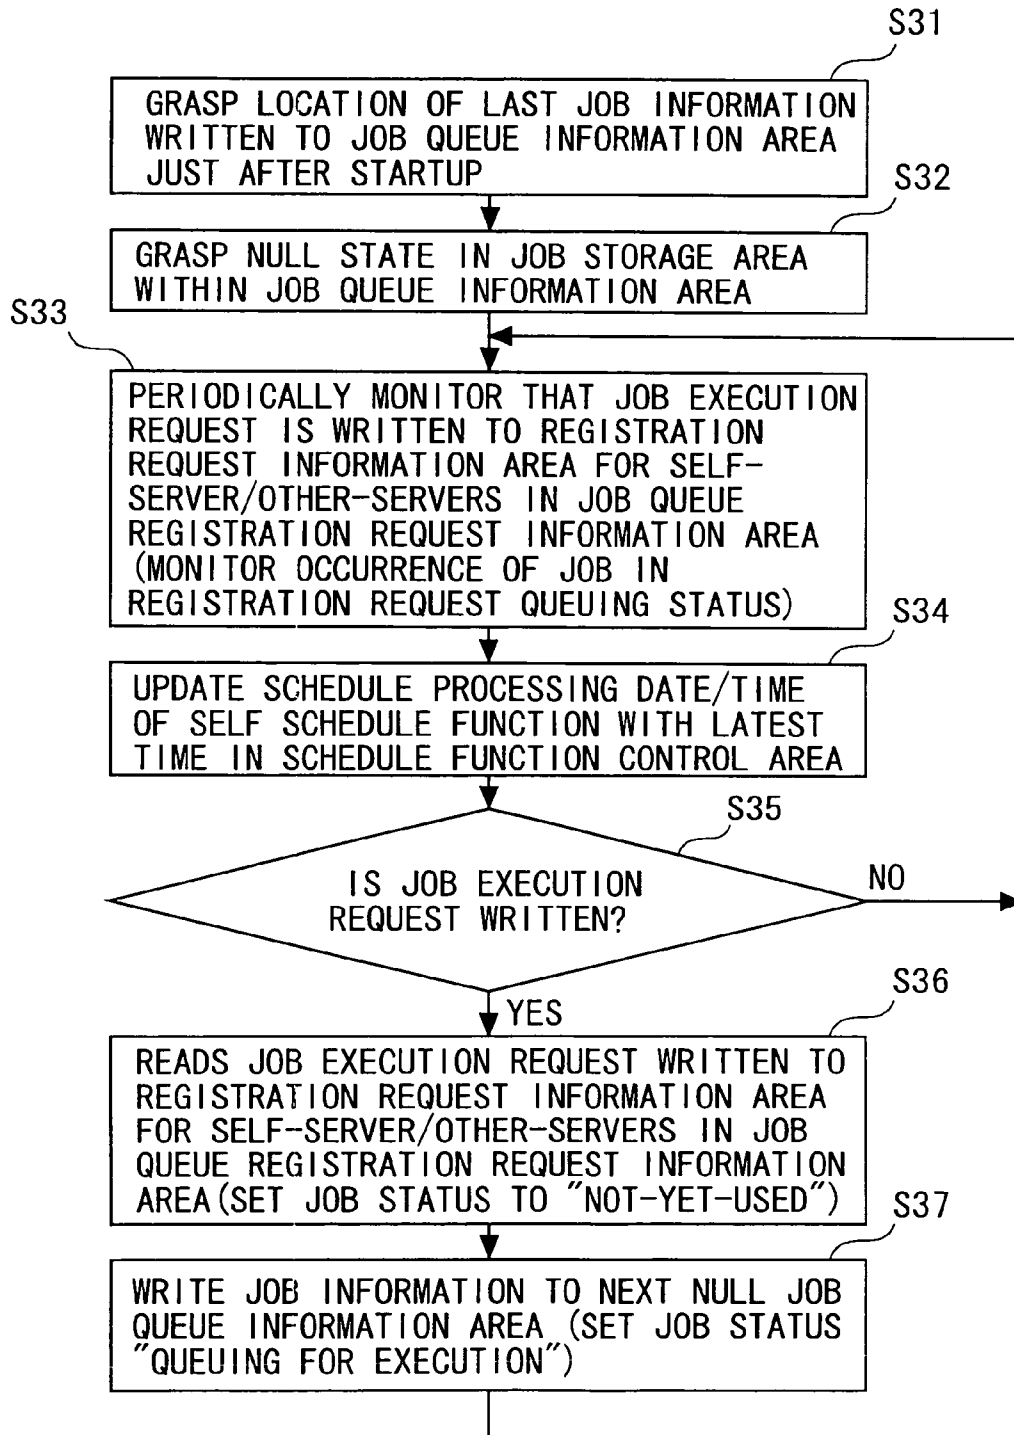 S31
GRASP LOCATION OF LAST JOB INFORMATION
WRITTEN TO JOB QUEUE INFORMATION AREA
JUST AFTER STARTUP
S32
GRASP NULL STATE IN JOB STORAGE AREA
WITHIN JOB QUEUE INFORMATION AREA
S33
PERIODICALLY MONITOR THAT JOB EXECUTION
REQUEST IS WRITTEN TO REGISTRATION
REQUEST INFORMATION AREA FOR SELF-
SERVER/OTHER-SERVERS IN JOB QUEUE
REGISTRATION REQUEST INFORMATION AREA
(MONITOR OCCURRENCE OF JOB IN
REGISTRATION REQUEST QUEUING STATUS)
S34
UPDATE SCHEDULE PROCESSING DATE/TIME
OF SELF SCHEDULE FUNCTION WITH LATEST
TIME IN SCHEDULE FUNCTION CONTROL AREA
S35
IS JOB EXECUTION
REQUEST WRITTEN?
NO
YES
S36
READS JOB EXECUTION REQUEST WRITTEN TO
REGISTRATION REQUEST INFORMATION AREA
FOR SELF-SERVER/OTHER-SERVERS IN JOB
QUEUE REGISTRATION REQUEST INFORMATION
AREA(SET JOB STATUS TO "NOT-YET-USED")
S37
WRITE JOB INFORMATION TO NEXT NULL JOB
QUEUE INFORMATION AREA (SET JOB STATUS
"QUEUING FOR EXECUTION")